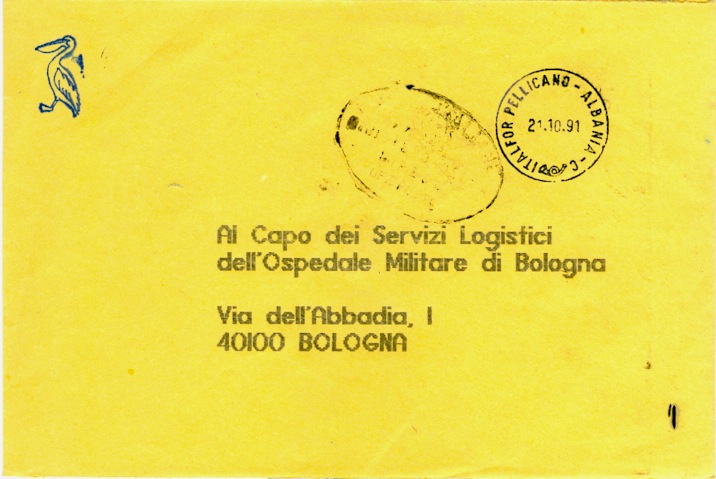 ITALFOR PELLICANO - ALBANIA - C
21.10.91
Al Capo dei Servizi Logistici
dell'Ospedale Militare di Bologna
Via dell'Abbadia, 1
40100 BOLOGNA